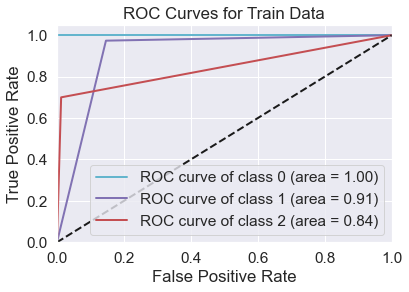 ROC Curves for Train Data
True Positive Rate
1.0
0.8
0.6
0.4
0.2
0.0
ROC curve of class 0 (area = 1.00)
ROC curve of class 1 (area = 0.91)
ROC curve of class 2 (area = 0.84)
0.0 0.2 0.4 0.6 0.8 1.0
False Positive Rate